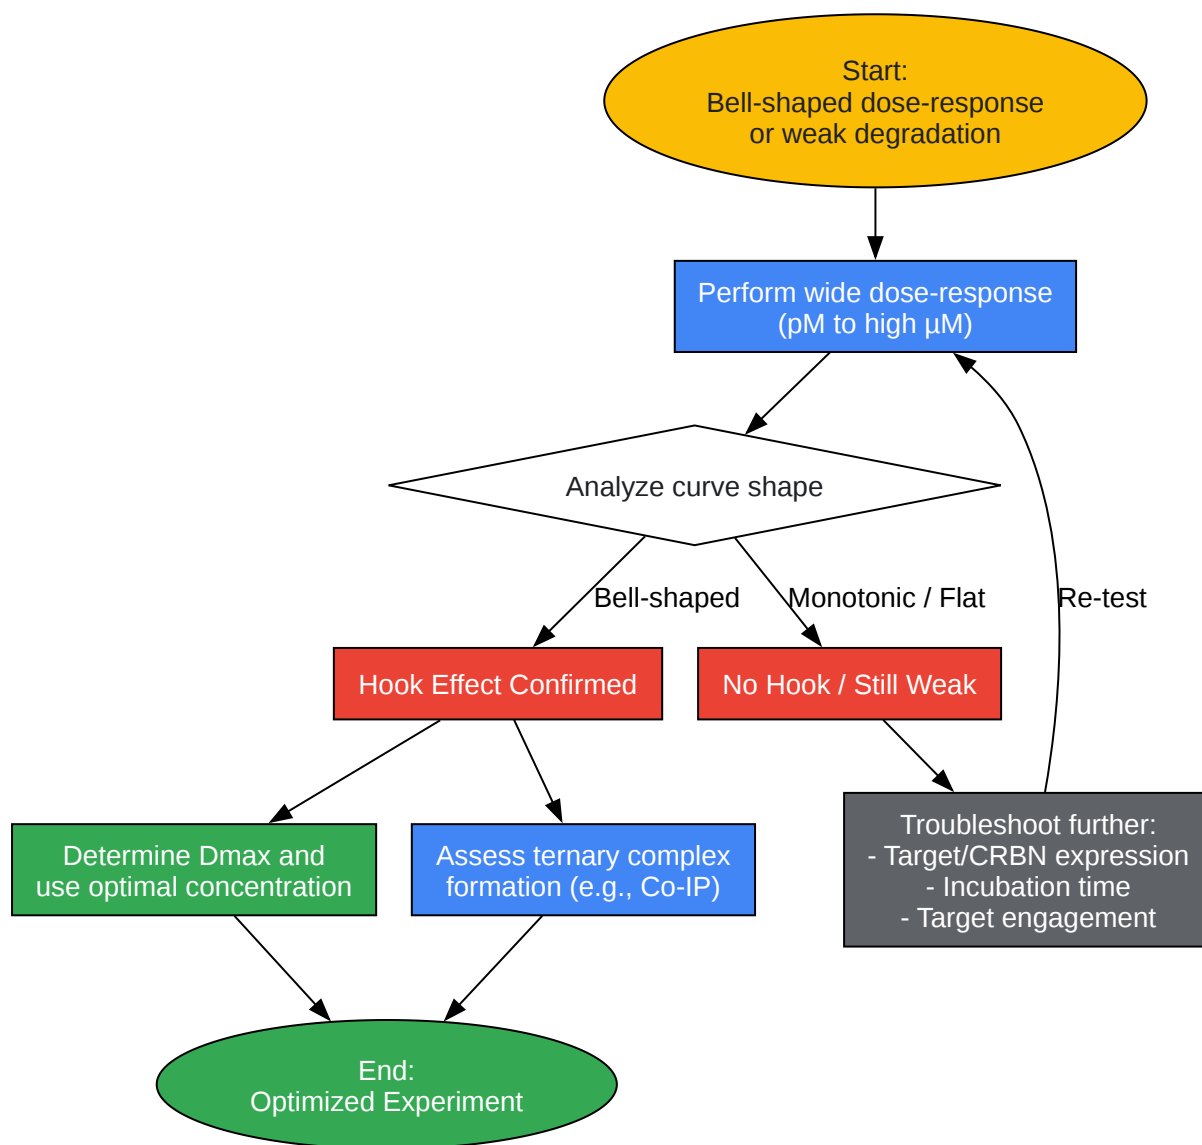 Start:
Bell-shaped dose-response
or weak degradation
Perform wide dose-response
(pM to high µM)
Analyze curve shape
Bell-shaped
Monotonic / Flat
Re-test
Hook Effect Confirmed
No Hook / Still Weak
Determine Dmax and
use optimal concentration
Assess ternary complex
formation (e.g., Co-IP)
Troubleshoot further:
- Target/CRBN expression
- Incubation time
- Target engagement
End:
Optimized Experiment